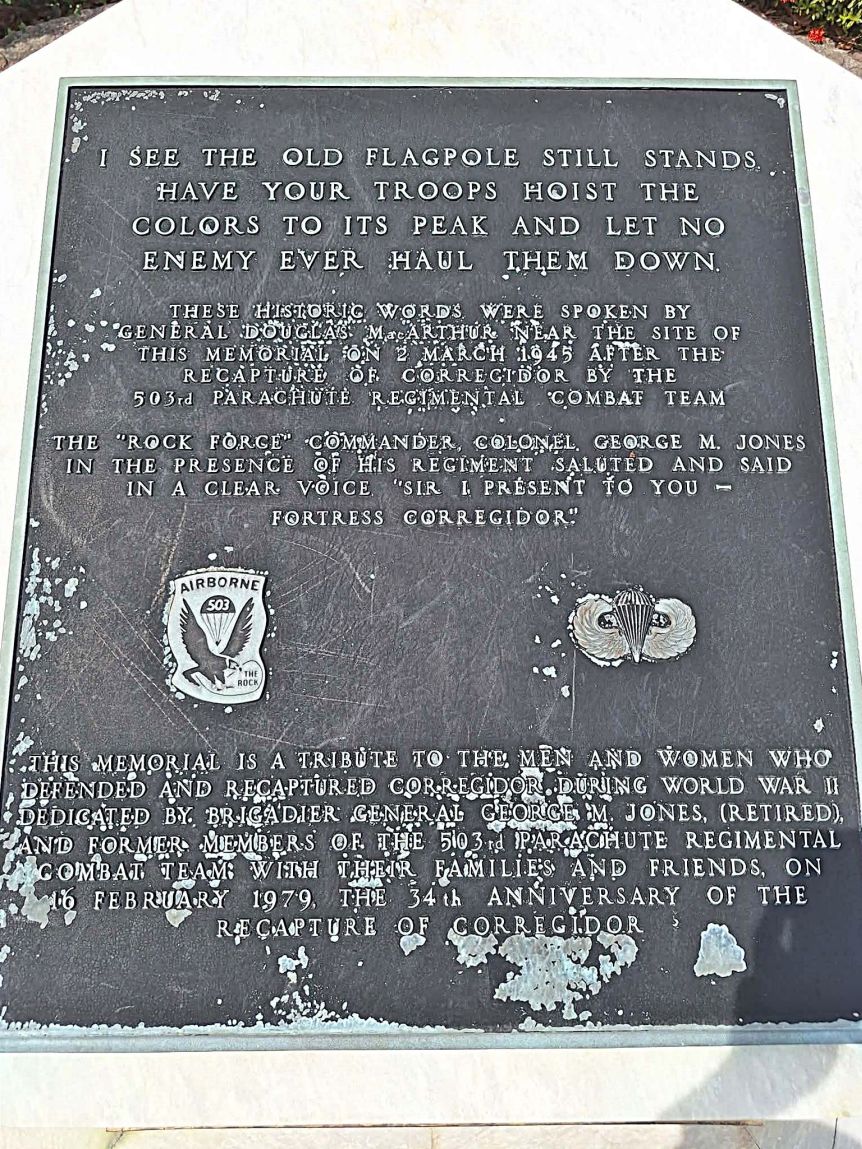 I SEE THE OLD FLAGPOLE STILL STANDS.
HAVE YOUR TROOPS HOIST THE
COLORS TO ITS PEAK AND LET NO
ENEMY EVER HAUL THEM DOWN.
THESE HISTORIC WORDS WERE SPOKEN BY
GENERAL DOUGLAS MacARTHUR NEAR THE SITE OF
THIS MEMORIAL ON 2 MARCH 1945 AFTER THE
RECAPTURE OF CORREGIDOR BY THE
503rd PARACHUTE REGIMENTAL COMBAT TEAM
THE "ROCK FORCE" COMMANDER, COLONEL GEORGE M. JONES
IN THE PRESENCE OF HIS REGIMENT SALUTED AND SAID
IN A CLEAR VOICE "SIR I PRESENT TO YOU –
FORTRESS CORREGIDOR."
AIRBORNE
503
THE
ROCK
THIS MEMORIAL IS A TRIBUTE TO THE MEN AND WOMEN WHO
DEFENDED AND RECAPTURED CORREGIDOR DURING WORLD WAR II
DEDICATED BY BRIGADIER GENERAL GEORGE M. JONES, (RETIRED),
AND FORMER MEMBERS OF THE 503rd PARACHUTE REGIMENTAL
COMBAT TEAM WITH THEIR FAMILIES AND FRIENDS, ON
16 FEBRUARY 1979, THE 34th ANNIVERSARY OF THE
RECAPTURE OF CORREGIDOR